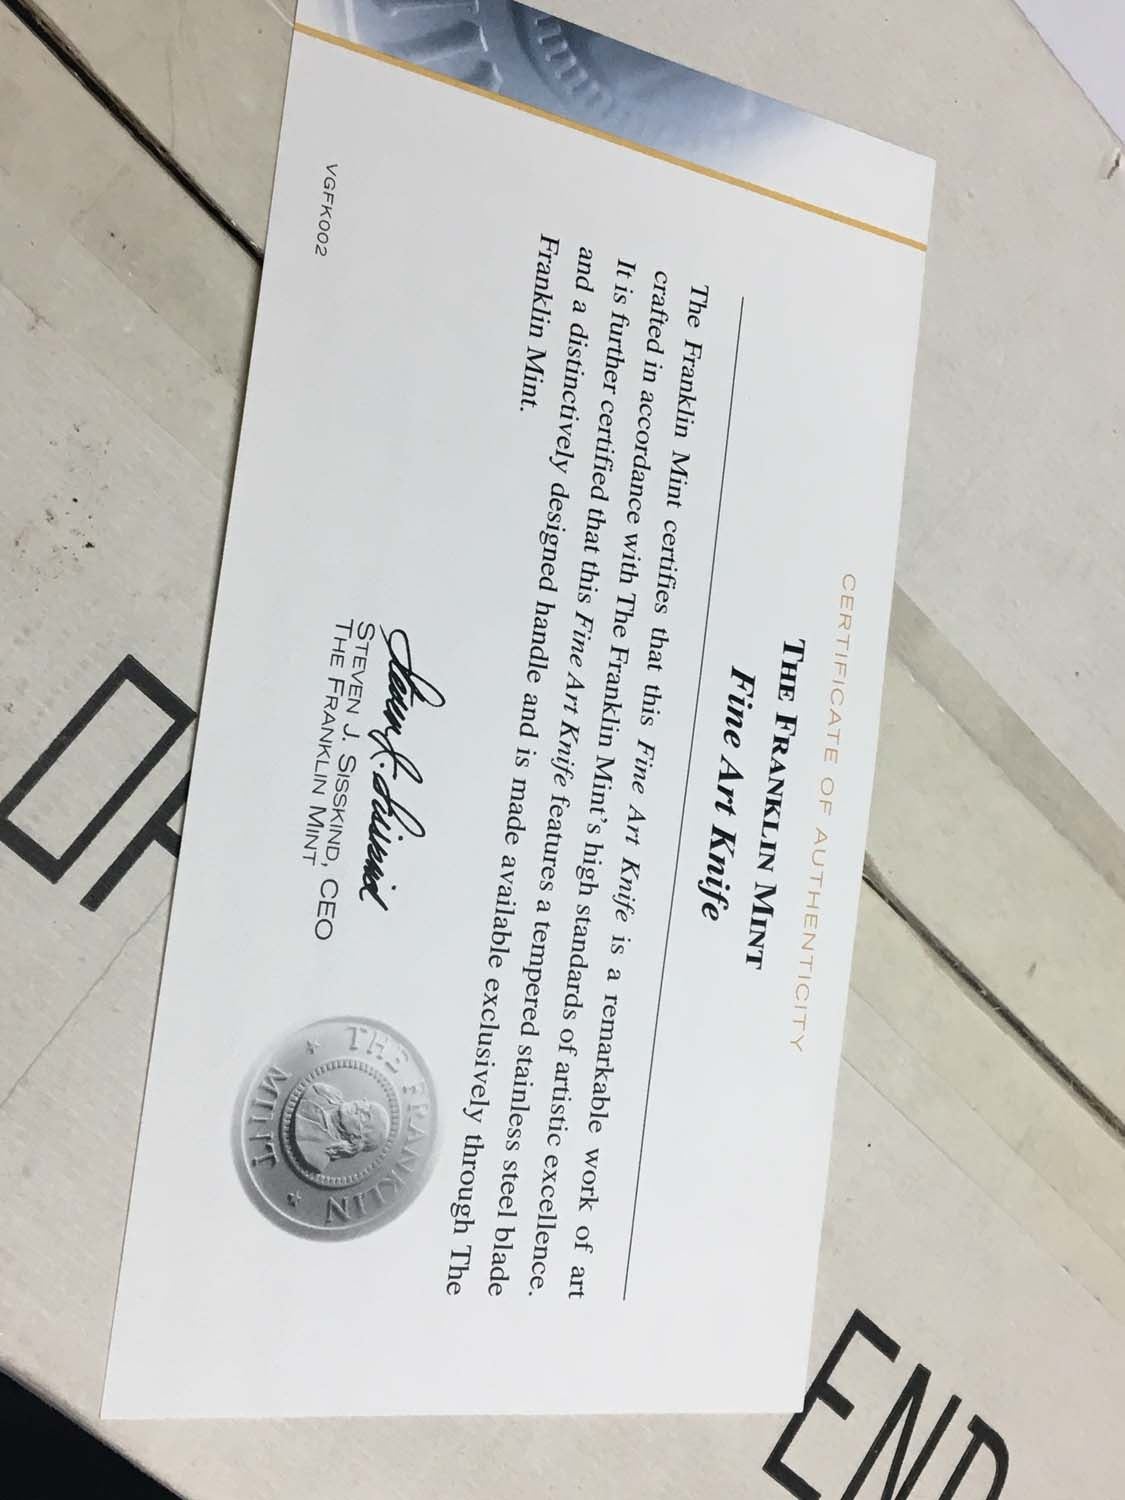 CERTIFICATE OF AUTHENTICITY
THE FRANKLIN MINT
Fine Art Knife
The Franklin Mint certifies that this Fine Art Knife is a remarkable work of art
crafted in accordance with The Franklin Mint's high standards of artistic excellence.
It is further certified that this Fine Art Knife features a tempered stainless steel blade
and a distinctively designed handle and is made available exclusively through The
Franklin Mint.
Steven J. Sisskind
STEVEN J. SISSKIND, CEO
THE FRANKLIN MINT
VGFK002
THE FRANKLIN
MINT
END